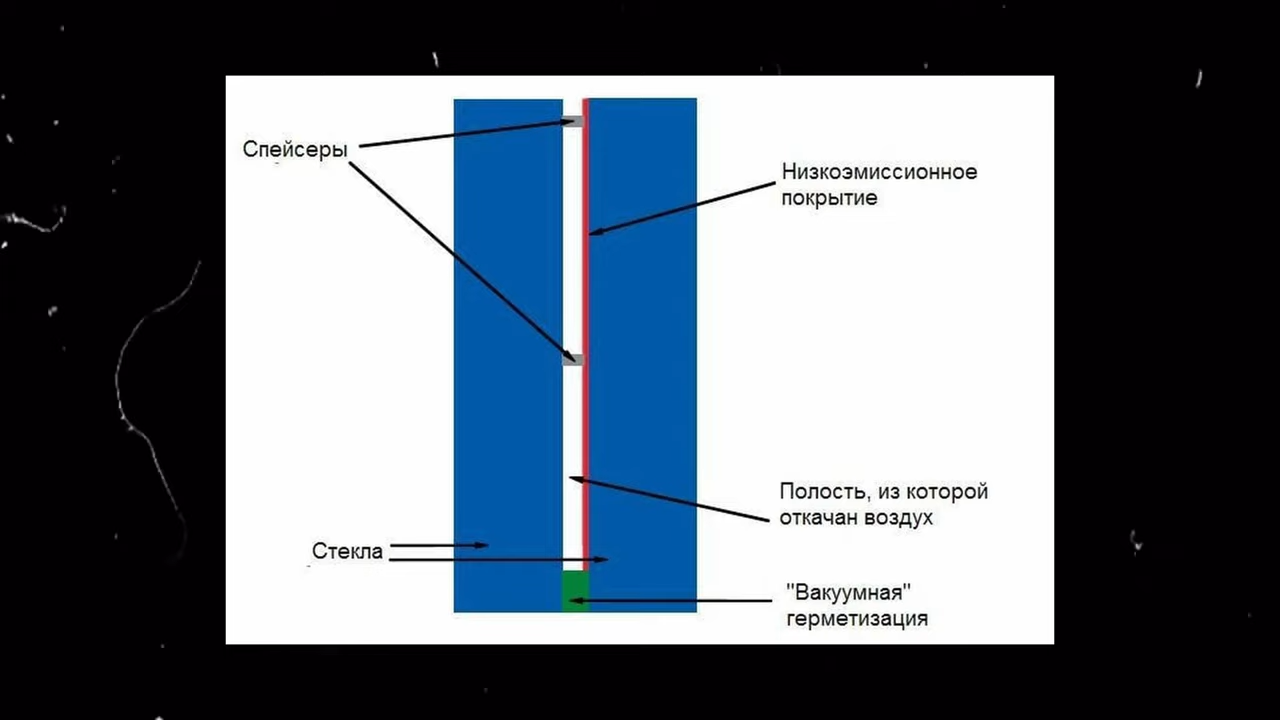 Спейсеры
Низкоэмиссионное
покрытие
Полость, из которой
откачан воздух
Стекла
"Вакуумная"
герметизация